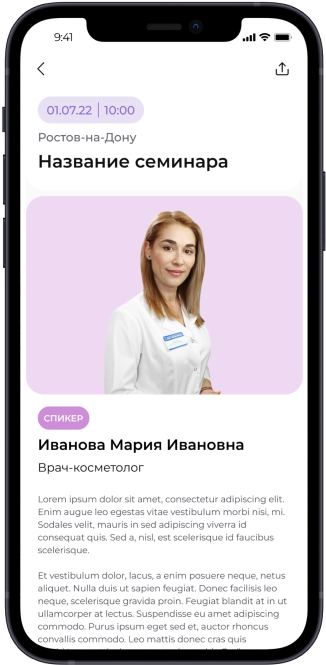 9:41
01.07.22 | 10:00
Ростов-на-Дону
Название семинара
СПИКЕР
Иванова Мария Ивановна
Врач-косметолог
Lorem ipsum dolor sit amet, consectetur adipiscing elit.
Enim augue leo egestas vitae vestibulum morbi nisi, mi.
Sodales velit, mauris in sed adipiscing viverra id
consequat quis. Sed a, nisl, est scelerisque id faucibus
scelerisque.
Et vestibulum dolor, lacus, a enim posuere neque, netus
aliquet. Nulla duis ut sapien feugiat. Donec facilisis leo
neque, scelerisque gravida proin. Feugiat blandit at in ut
ullamcorper at lectus. Suspendisse eu amet adipiscing
commodo. Purus ipsum eget sed et, auctor rhoncus
convallis commodo. Leo mattis donec cras quis